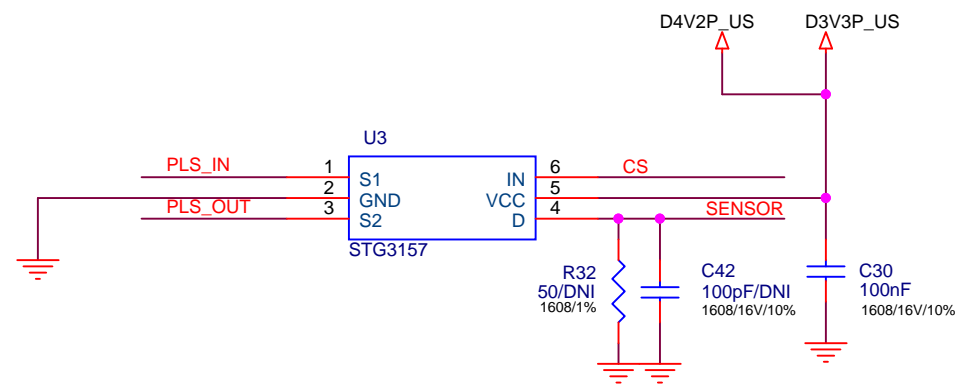 D4V2P_US
D3V3P_US
U3
PLS_IN
1
S1
IN
6
CS
2
GND
VCC
5
PLS_OUT
3
S2
D
4
SENSOR
STG3157
R32
50/DNI
1608/1%
C42
100pF/DNI
1608/16V/10%
C30
100nF
1608/16V/10%